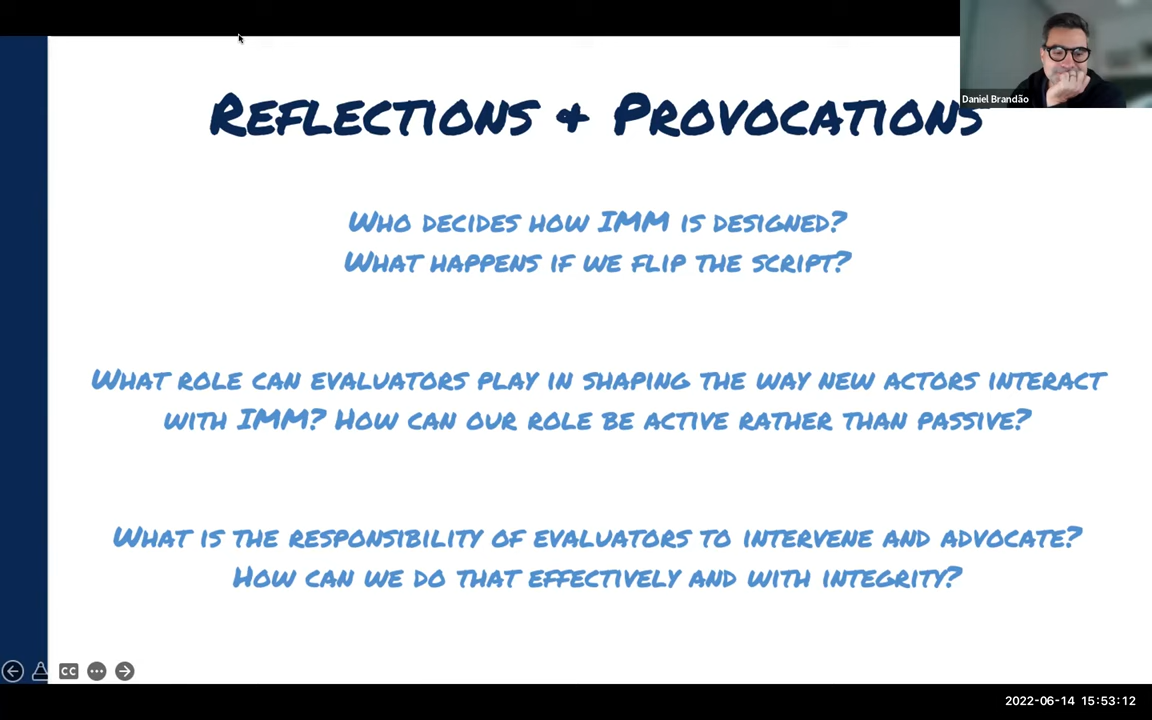 Daniel Brandão
Reflections & Provocations
Who decides how IMM is designed?
What happens if we flip the script?
What role can evaluators play in shaping the way new actors interact
with IMM? How can our role be active rather than passive?
What is the responsibility of evaluators to intervene and advocate?
How can we do that effectively and with integrity?
CC
2022-06-14 15:53:12